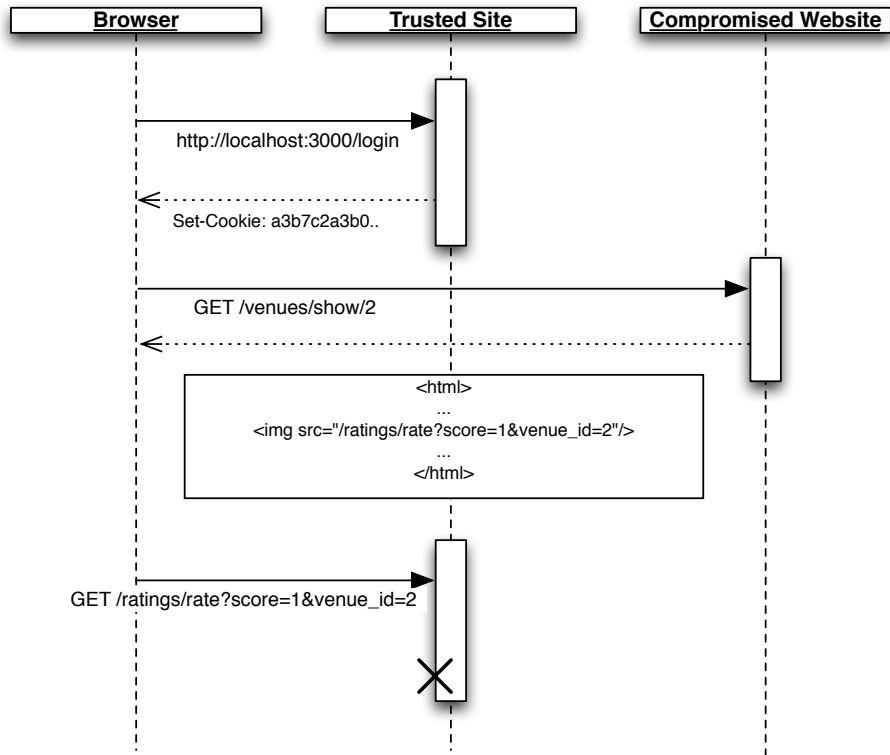 Browser
Trusted Site
Compromised Website
http://localhost:3000/login
Set-Cookie: a3b7c2a3b0..
GET /venues/show/2
<html>
...
<img src="/ratings/rate?score=1&venue_id=2"/>
...
</html>
GET /ratings/rate?score=1&venue_id=2